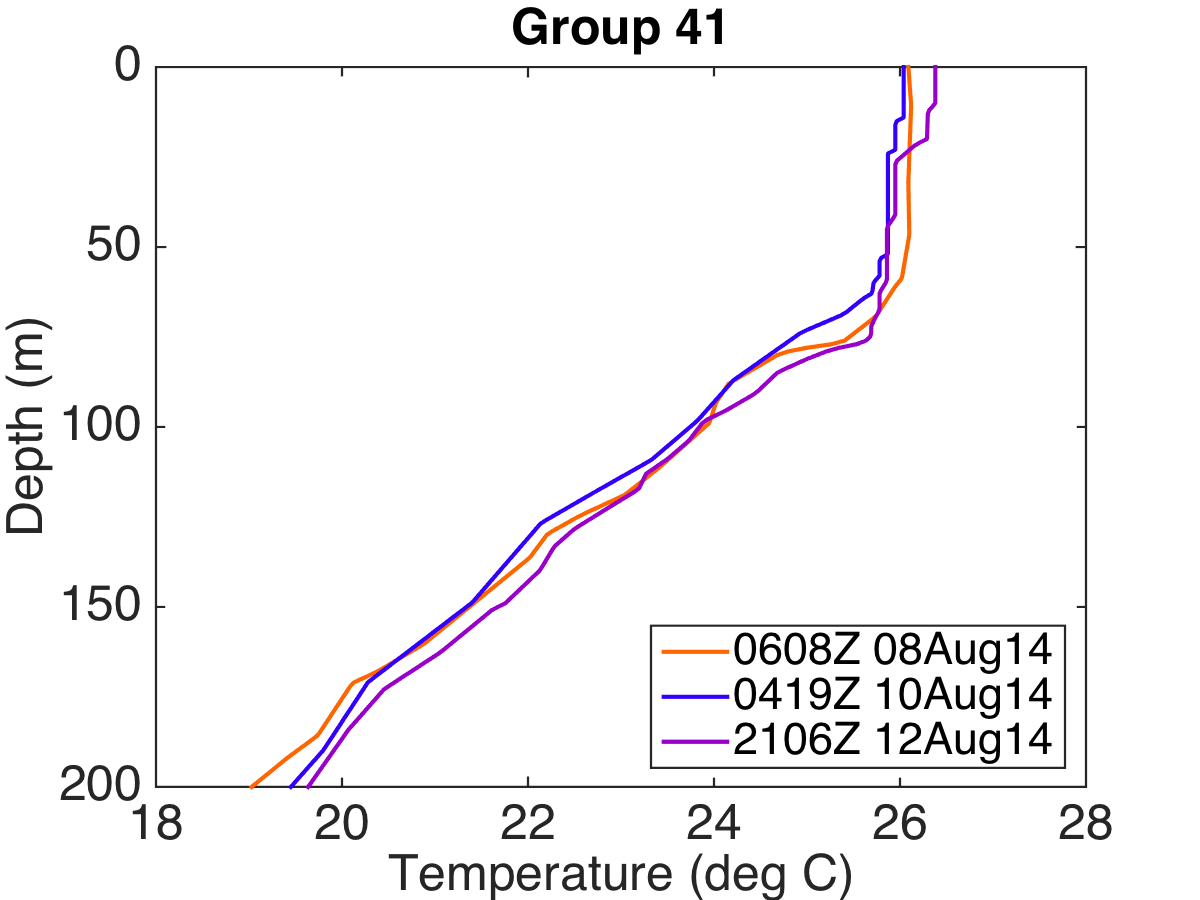 Group 41
0
50
100
150
200
Depth (m)
0608Z 08Aug14
0419Z 10Aug14
2106Z 12Aug14
18 20 22 24 26 28
Temperature (deg C)